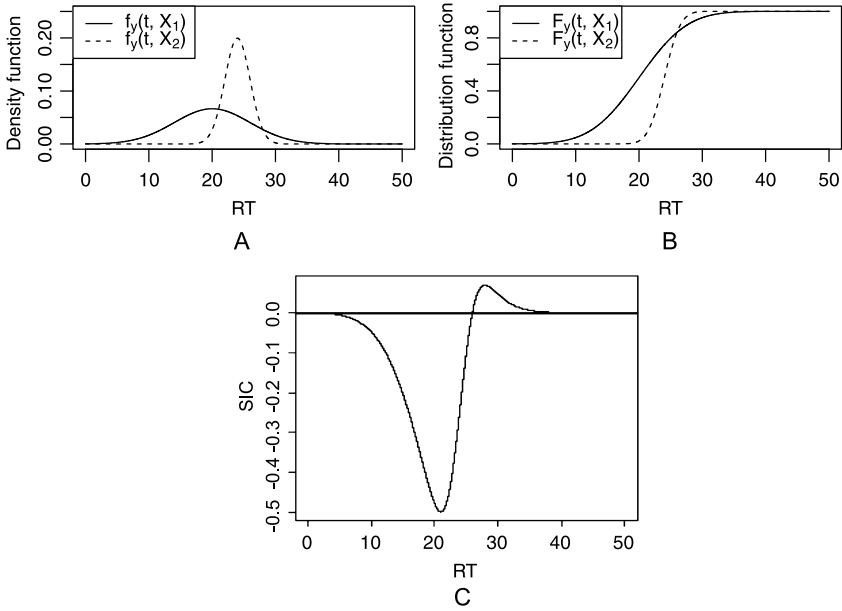 Density function
0.00 0.10 0.20
f_y(t, X_1)
f_y(t, X_2)
0 10 20 30 40 50
RT
A
Distribution function
0.0 0.4 0.8
F_y(t, X_1)
F_y(t, X_2)
0 10 20 30 40 50
RT
B
SIC
-0.5 -0.4 -0.3 -0.2 -0.1 0.0
0 10 20 30 40 50
RT
C